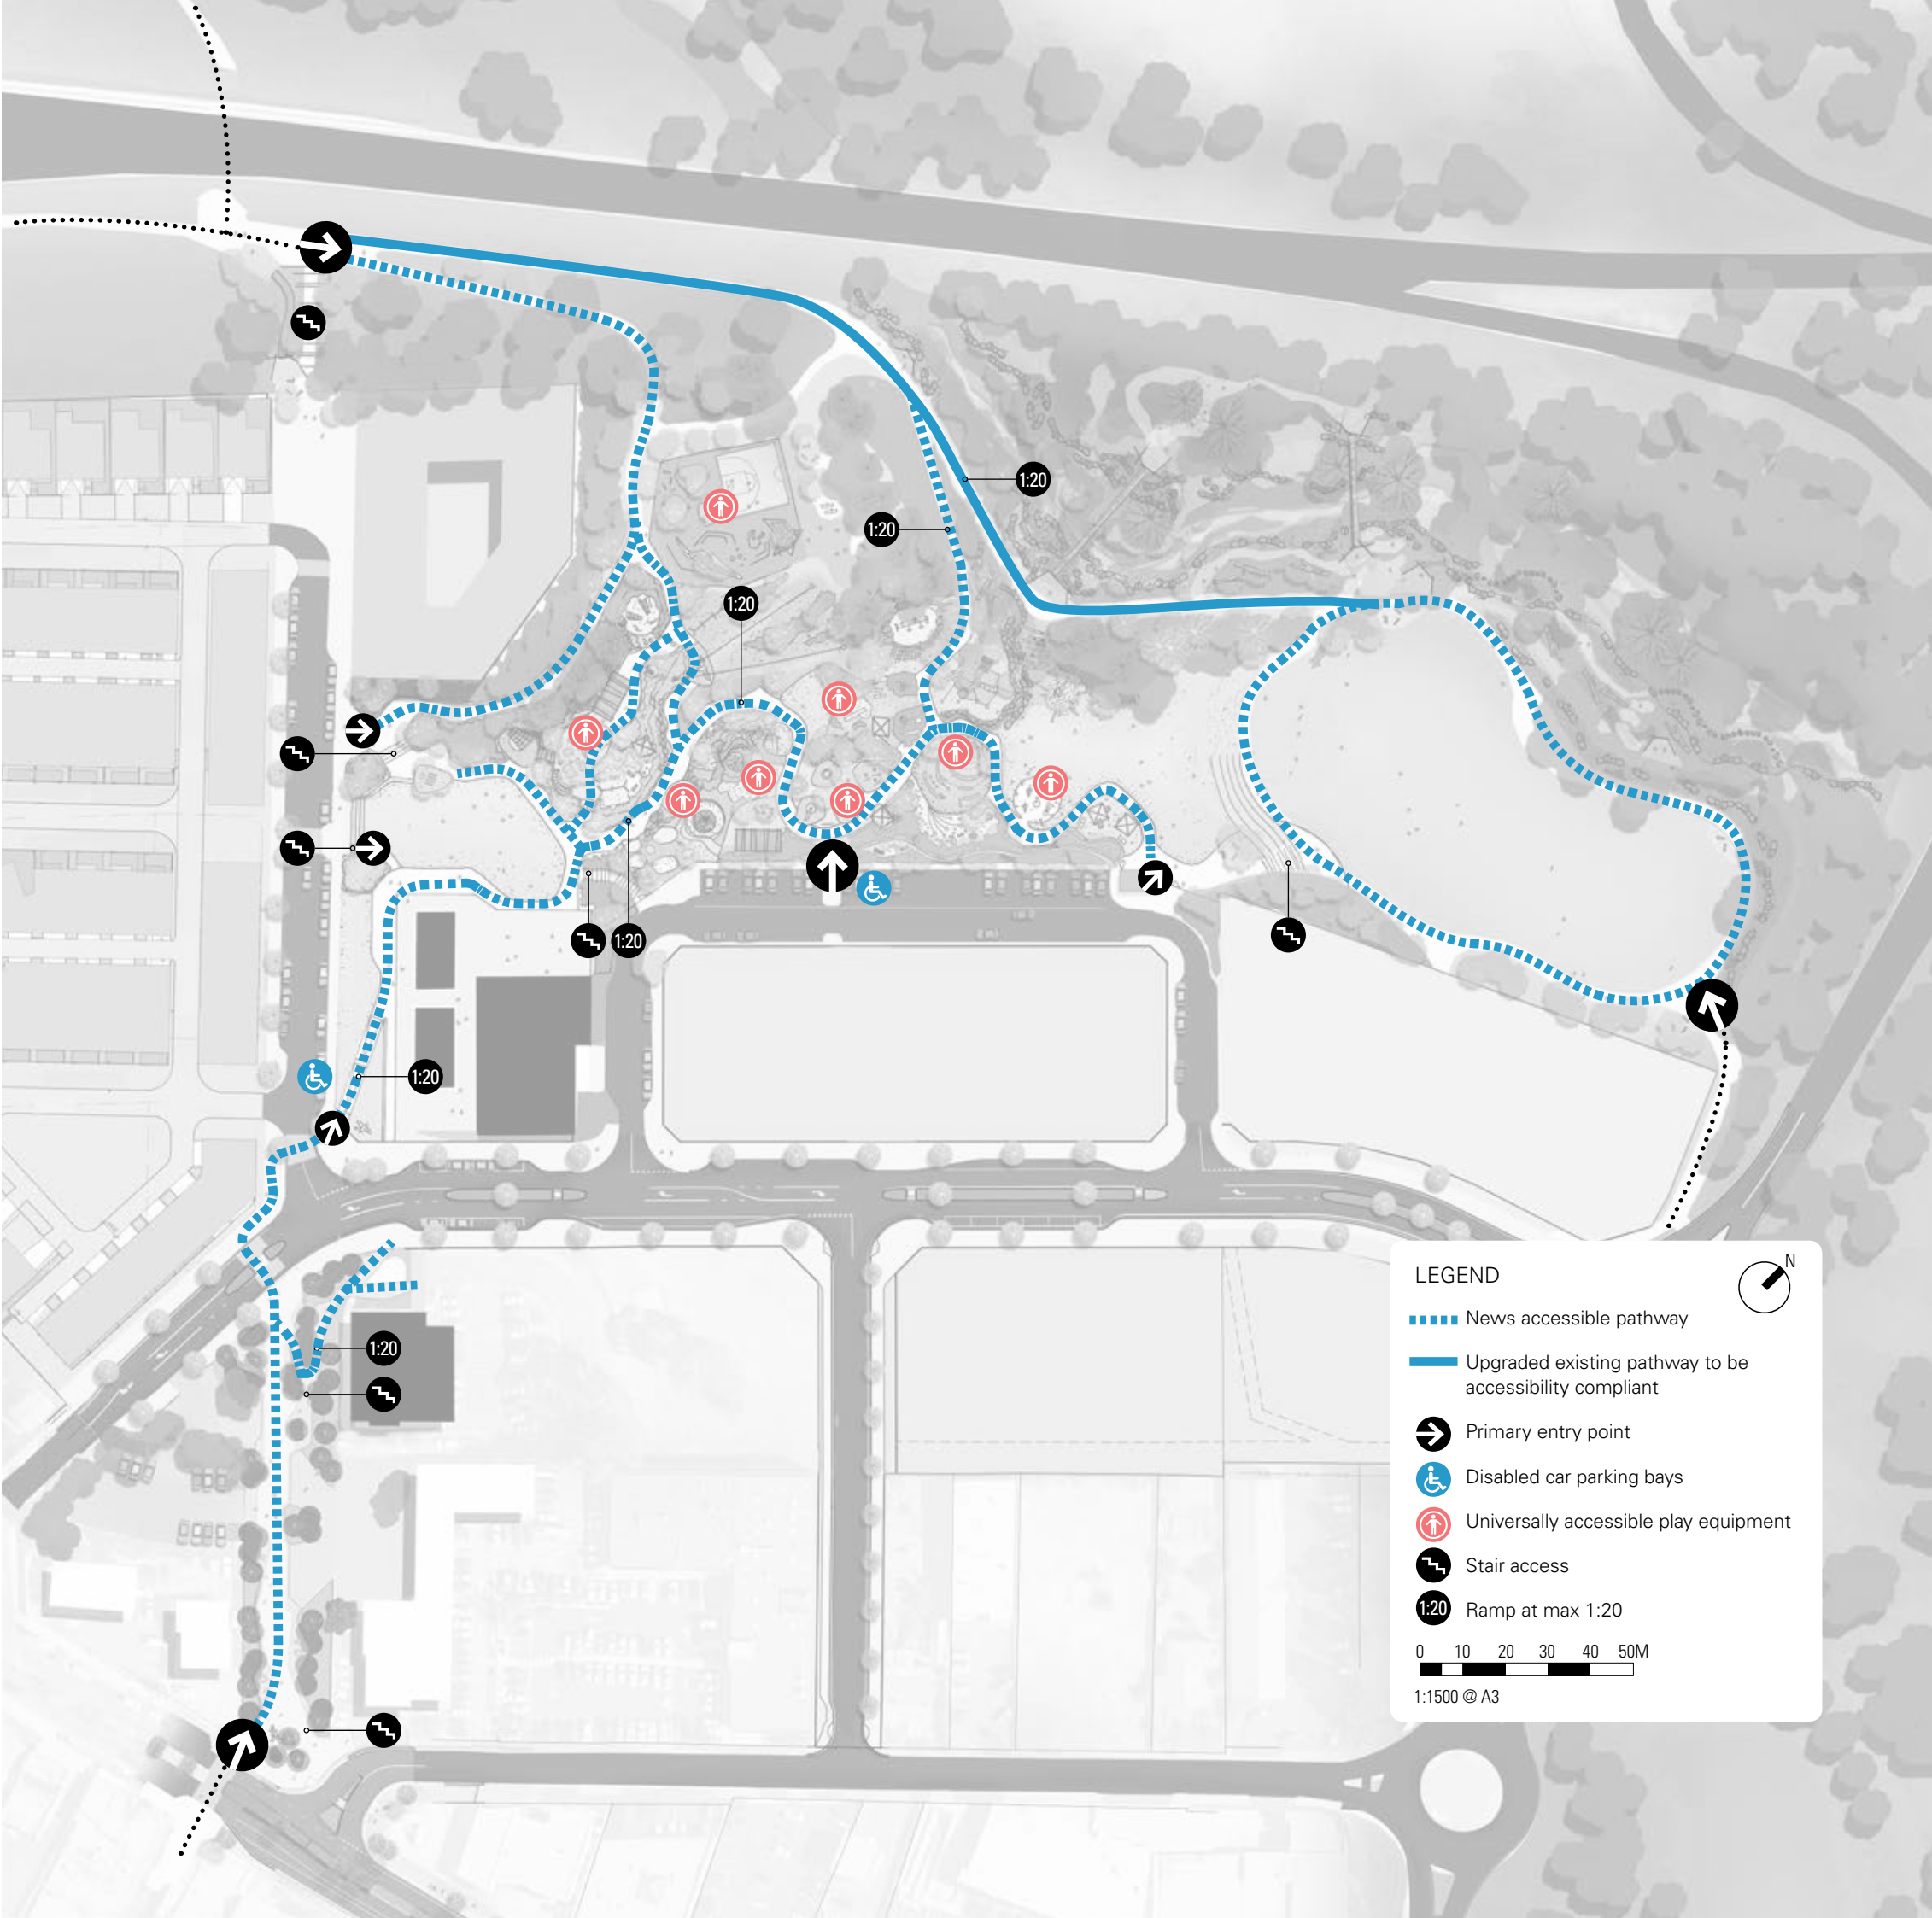 1:20
1:20
1:20
1:20
1:20
1:20
LEGEND
N
News accessible pathway
Upgraded existing pathway to be
accessibility compliant
Primary entry point
Disabled car parking bays
Universally accessible play equipment
Stair access
1:20 Ramp at max 1:20
0 10 20 30 40 50M
1:1500 @ A3